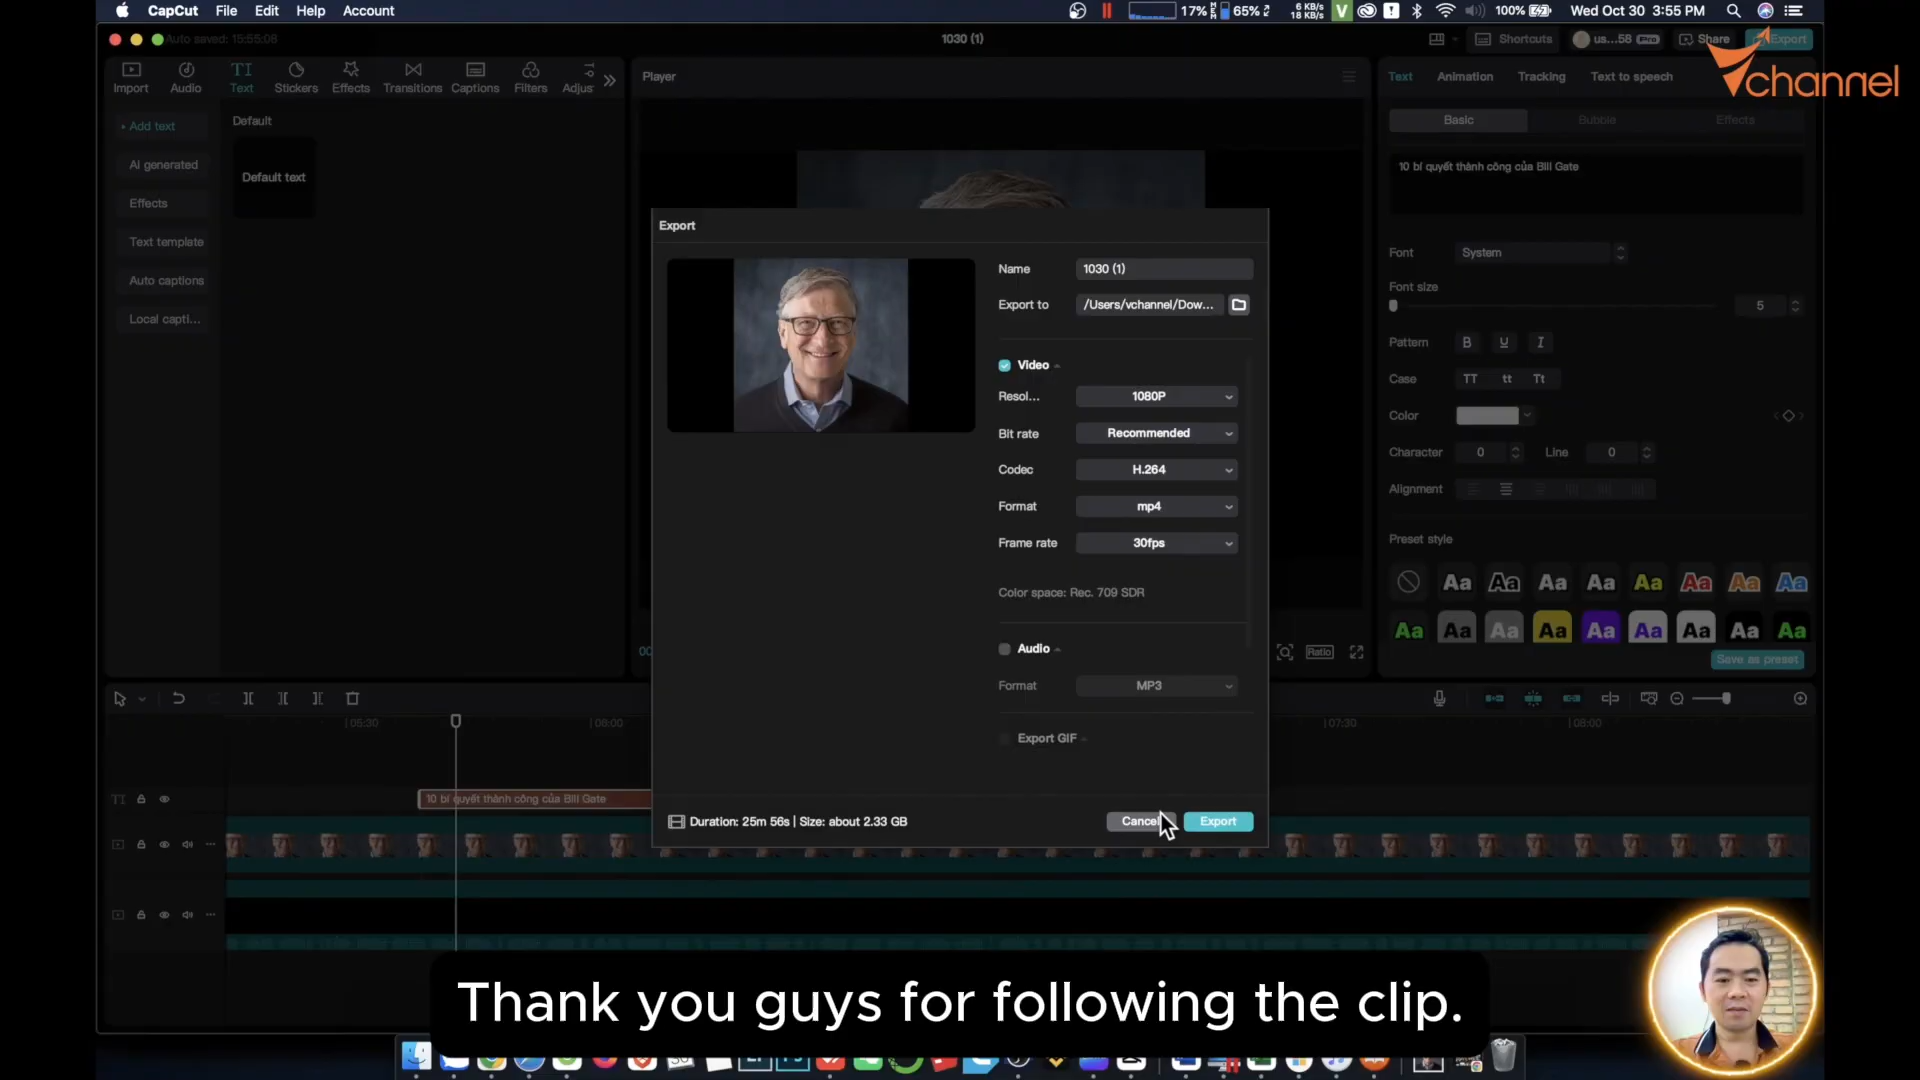 CapCut File Edit Help Account
17% 65% 6 KB/s 18 KB/s V 100% Wed Oct 30 3:55 PM
Auto saved: 15:55:08
1030 (1)
Shortcuts us...58 Pro Share Export
Vchannel
Import Audio Text Stickers Effects Transitions Captions Filters Adjus
Add text
AI generated
Effects
Text template
Auto captions
Local capti...
Default
Default text
Player
Ratio
Export
Name 1030 (1)
Export to /Users/vchannel/Dow...
Video
Resol... 1080P
Bit rate Recommended
Codec H.264
Format mp4
Frame rate 30fps
Color space: Rec. 709 SDR
Audio
Format MP3
Export GIF
Duration: 25m 56s | Size: about 2.33 GB
Cancel Export
Text Animation Tracking Text to speech
Basic Bubble Effects
10 bí quyết thành công của Bill Gate
Font System
Font size
5
Pattern B U I
Case TT tt Tt
Color
Character 0 Line 0
Alignment
Preset style
Aa Aa Aa Aa Aa Aa Aa Aa
Aa Aa Aa Aa Aa Aa Aa Aa Aa
Save as preset
05:30 06:00 07:30 08:00
10 bí quyết thành công của Bill Gate
Thank you guys for following the clip.